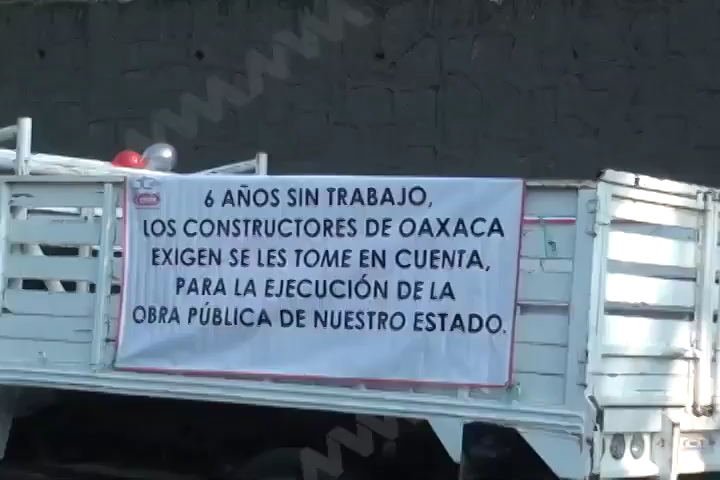 6 AÑOS SIN TRABAJO,
LOS CONSTRUCTORES DE OAXACA
EXIGEN SE LES TOME EN CUENTA,
PARA LA EJECUCIÓN DE LA
OBRA PÚBLICA DE NUESTRO ESTADO.